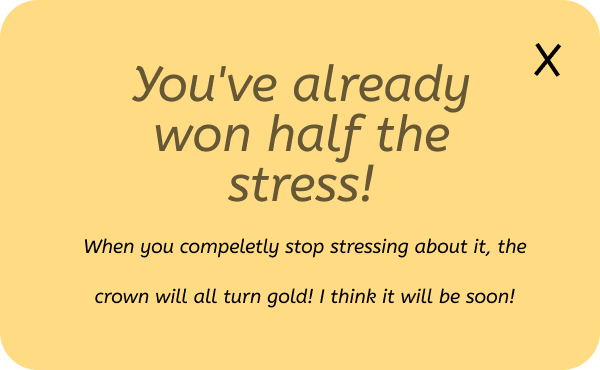 X
You've already
won half the
stress!
When you compeletly stop stressing about it, the
crown will all turn gold! I think it will be soon!